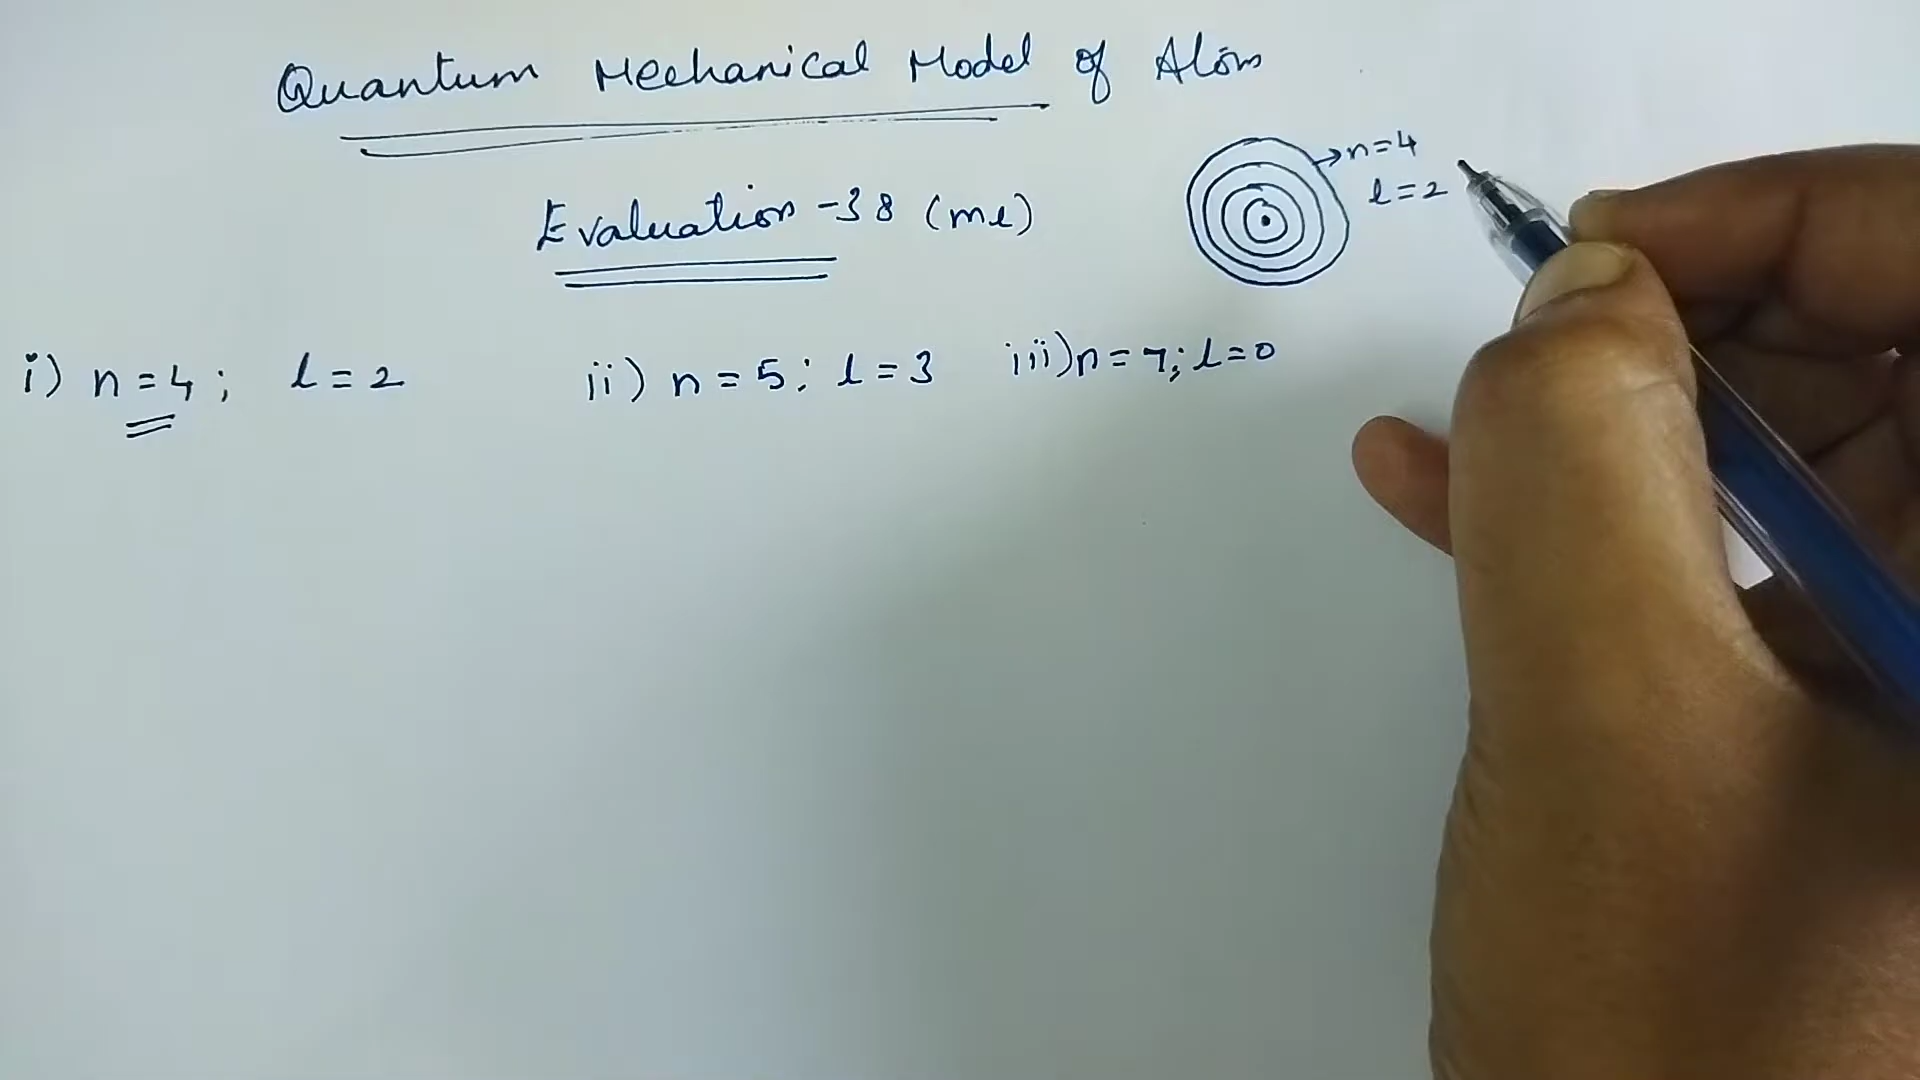 Quantum Mechanical Model of Atom
→n=4
l=2
Evaluation -38 (ml)
i) n=4; l=2 ii) n=5; l=3 iii) n=7; l=0